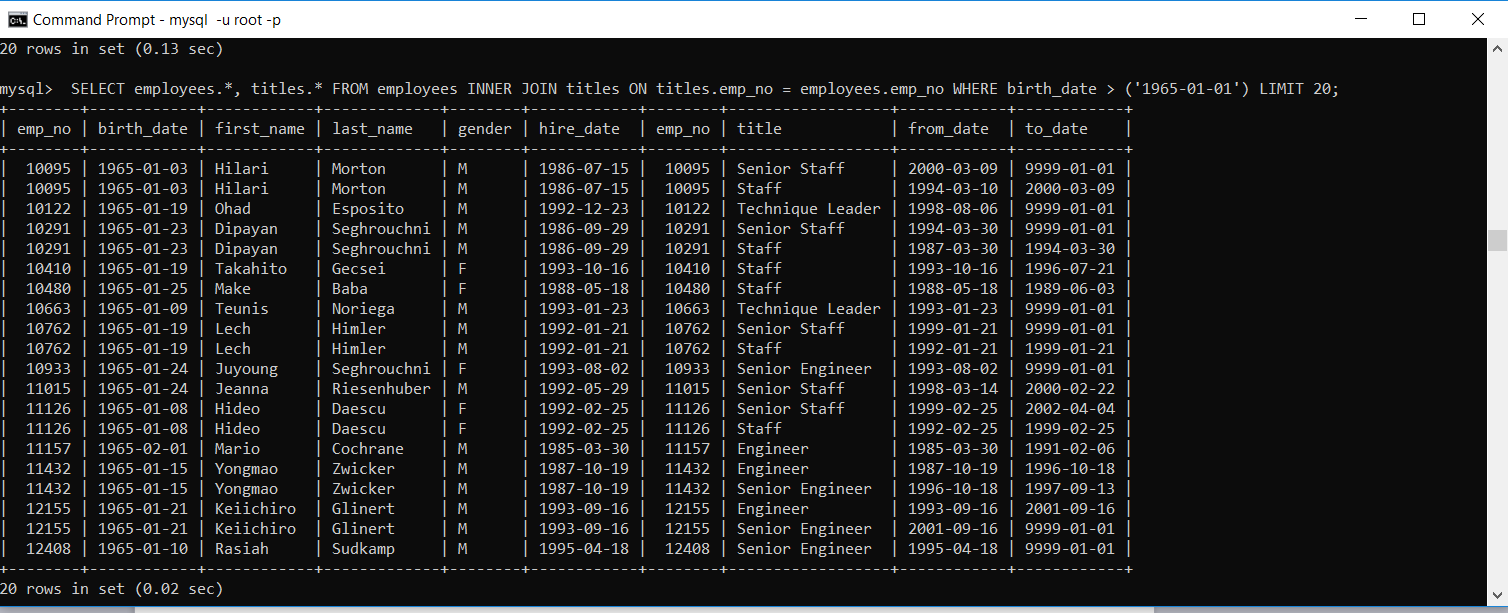 Command Prompt - mysql  -u root -p
20 rows in set (0.13 sec)
mysql>  SELECT employees.*, titles.* FROM employees INNER JOIN titles ON titles.emp_no = employees.emp_no WHERE birth_date > ('1965-01-01') LIMIT 20;
+--------+------------+------------+-------------+--------+------------+--------+------------------+------------+------------+
| emp_no | birth_date | first_name | last_name   | gender | hire_date  | emp_no | title            | from_date  | to_date    |
+--------+------------+------------+-------------+--------+------------+--------+------------------+------------+------------+
|  10095 | 1965-01-03 | Hilari     | Morton      | M      | 1986-07-15 |  10095 | Senior Staff     | 2000-03-09 | 9999-01-01 |
|  10095 | 1965-01-03 | Hilari     | Morton      | M      | 1986-07-15 |  10095 | Staff            | 1994-03-10 | 2000-03-09 |
|  10122 | 1965-01-19 | Ohad       | Esposito    | M      | 1992-12-23 |  10122 | Technique Leader | 1998-08-06 | 9999-01-01 |
|  10291 | 1965-01-23 | Dipayan    | Seghrouchni | M      | 1986-09-29 |  10291 | Senior Staff     | 1994-03-30 | 9999-01-01 |
|  10291 | 1965-01-23 | Dipayan    | Seghrouchni | M      | 1986-09-29 |  10291 | Staff            | 1987-03-30 | 1994-03-30 |
|  10410 | 1965-01-19 | Takahito   | Gecsei      | F      | 1993-10-16 |  10410 | Staff            | 1993-10-16 | 1996-07-21 |
|  10480 | 1965-01-25 | Make       | Baba        | F      | 1988-05-18 |  10480 | Staff            | 1988-05-18 | 1989-06-03 |
|  10663 | 1965-01-09 | Teunis     | Noriega     | M      | 1993-01-23 |  10663 | Technique Leader | 1993-01-23 | 9999-01-01 |
|  10762 | 1965-01-19 | Lech       | Himler      | M      | 1992-01-21 |  10762 | Senior Staff     | 1999-01-21 | 9999-01-01 |
|  10762 | 1965-01-19 | Lech       | Himler      | M      | 1992-01-21 |  10762 | Staff            | 1992-01-21 | 1999-01-21 |
|  10933 | 1965-01-24 | Juyoung    | Seghrouchni | F      | 1993-08-02 |  10933 | Senior Engineer  | 1993-08-02 | 9999-01-01 |
|  11015 | 1965-01-24 | Jeanna     | Riesenhuber | M      | 1992-05-29 |  11015 | Senior Staff     | 1998-03-14 | 2000-02-22 |
|  11126 | 1965-01-08 | Hideo      | Daescu      | F      | 1992-02-25 |  11126 | Senior Staff     | 1999-02-25 | 2002-04-04 |
|  11126 | 1965-01-08 | Hideo      | Daescu      | F      | 1992-02-25 |  11126 | Staff            | 1992-02-25 | 1999-02-25 |
|  11157 | 1965-02-01 | Mario      | Cochrane    | M      | 1985-03-30 |  11157 | Engineer         | 1985-03-30 | 1991-02-06 |
|  11432 | 1965-01-15 | Yongmao    | Zwicker     | M      | 1987-10-19 |  11432 | Engineer         | 1987-10-19 | 1996-10-18 |
|  11432 | 1965-01-15 | Yongmao    | Zwicker     | M      | 1987-10-19 |  11432 | Senior Engineer  | 1996-10-18 | 1997-09-13 |
|  12155 | 1965-01-21 | Keiichiro  | Glinert     | M      | 1993-09-16 |  12155 | Engineer         | 1993-09-16 | 2001-09-16 |
|  12155 | 1965-01-21 | Keiichiro  | Glinert     | M      | 1993-09-16 |  12155 | Senior Engineer  | 2001-09-16 | 9999-01-01 |
|  12408 | 1965-01-10 | Rasiah     | Sudkamp     | M      | 1995-04-18 |  12408 | Senior Engineer  | 1995-04-18 | 9999-01-01 |
+--------+------------+------------+-------------+--------+------------+--------+------------------+------------+------------+
20 rows in set (0.02 sec)